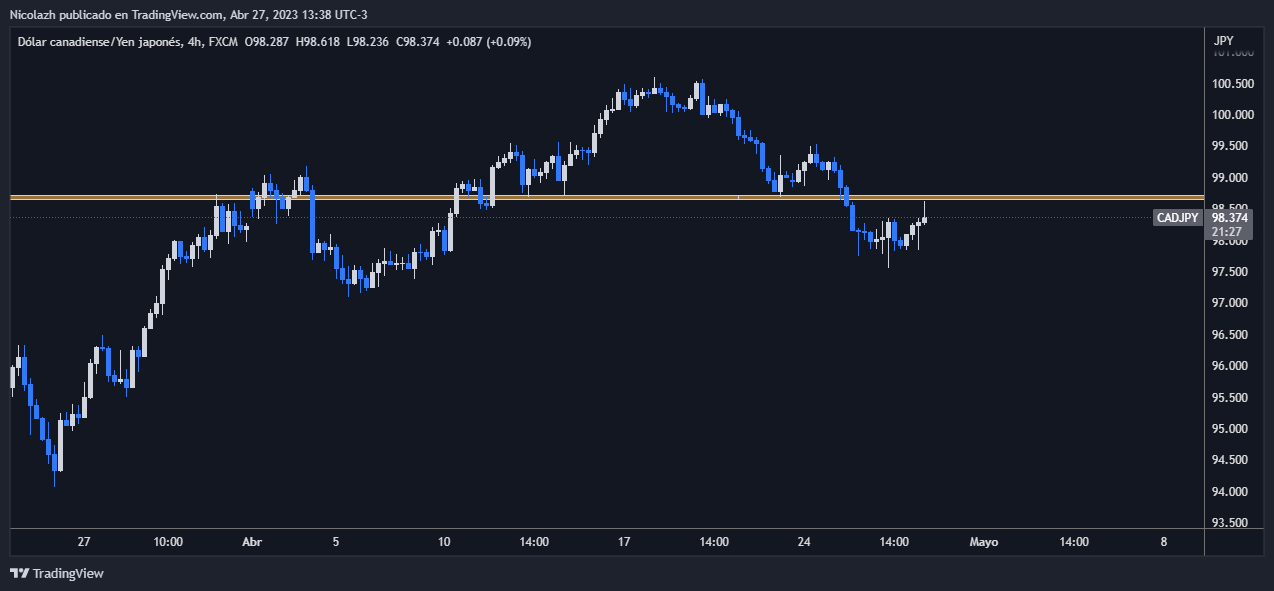 Nicolazh publicado en TradingView.com, Abr 27, 2023 13:38 UTC-3
Dólar canadiense/Yen japonés, 4h, FXCM O98.287 H98.618 L98.236 C98.374 +0.087 (+0.09%)
JPY
101.000
100.500
100.000
99.500
99.000
98.500
CADJPY 98.374
21:27
98.000
97.500
97.000
96.500
96.000
95.500
95.000
94.500
94.000
93.500
27 10:00 Abr 5 10 14:00 17 14:00 24 14:00 Mayo 14:00 8
TradingView